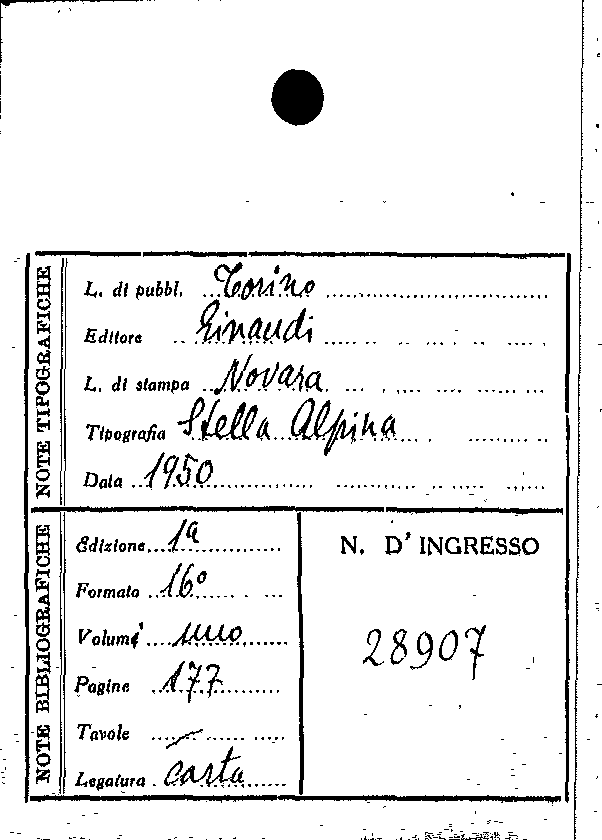 NOTE TIPOGRAFICHE
L. di pubbl. Torino
Editore Einaudi
L. di stampa Novara
Tipografia Stella Alpina
Data 1950
NOTE BIBLIOGRAFICHE
Edizione 1ª
Formato 16°
Volumi uno
Pagine 177
Tavole –
Legatura carta
N. D'INGRESSO
28907